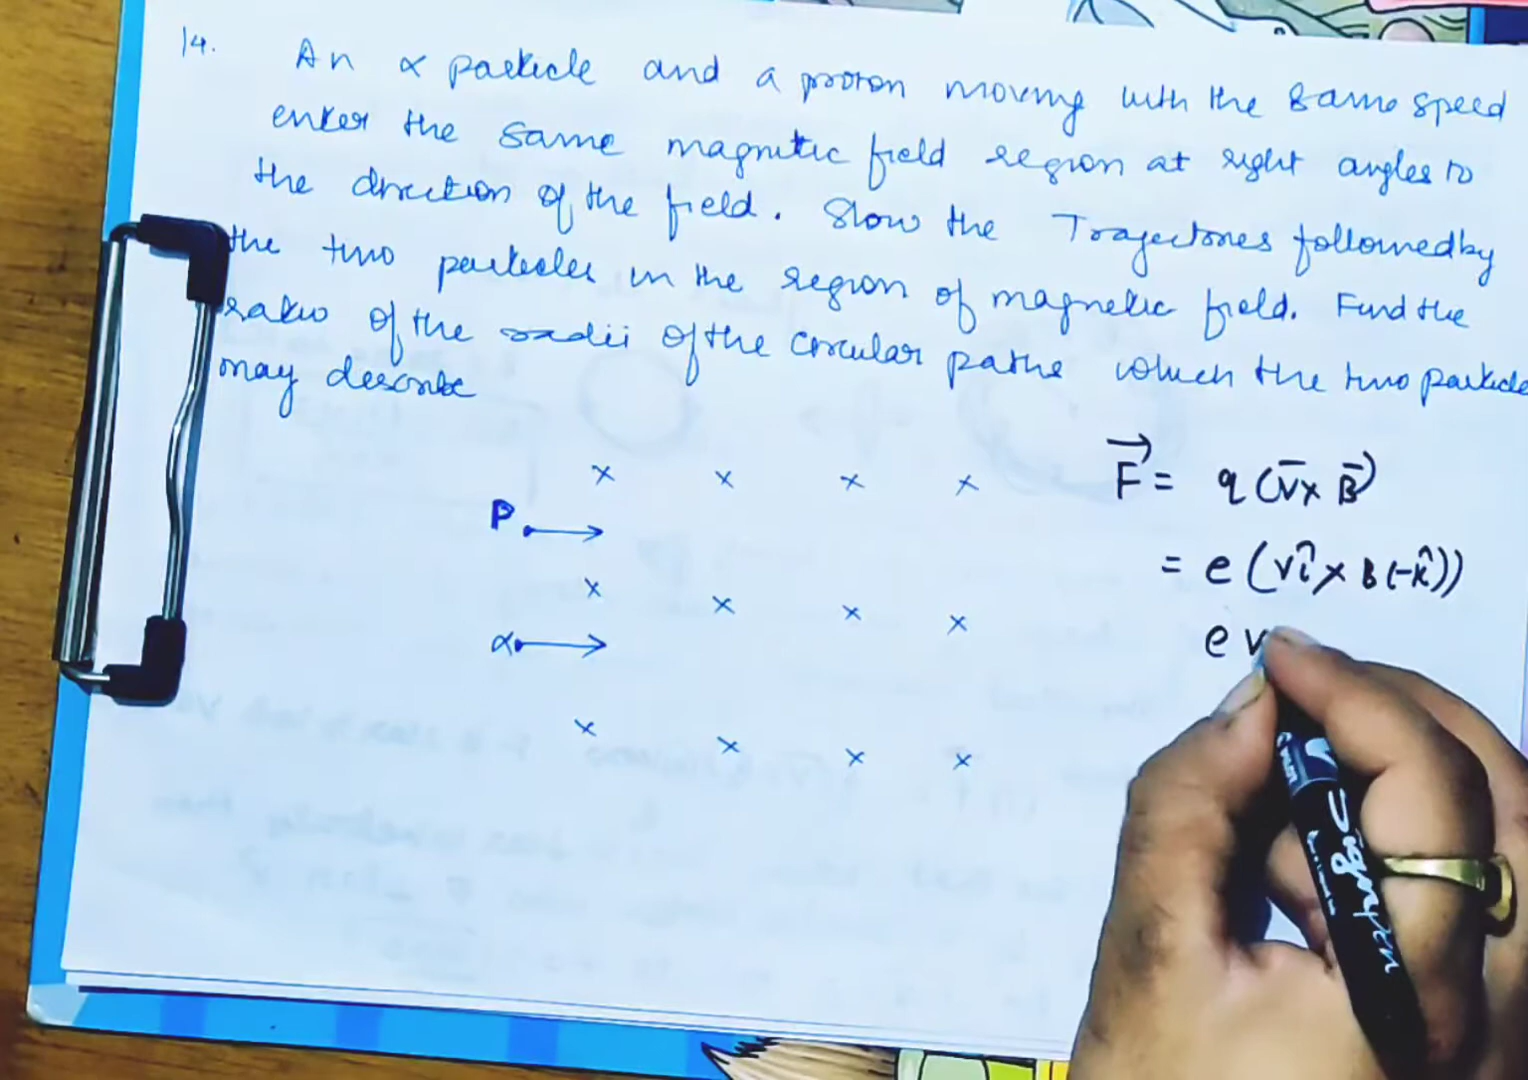 14.
An α particle and a proton moving with the same speed
enter the same magnetic field region at right angles to
the direction of the field. Show the Trajectories followed by
the two particles in the region of magnetic field. Find the
ratio of the radii of the circular paths which the two particle
may describe
x x x x
P
F⃗ = q (v̅ x B̅)
= e (v î x B (-k̂))
x x x x
e v
α
x x x x
Signpen